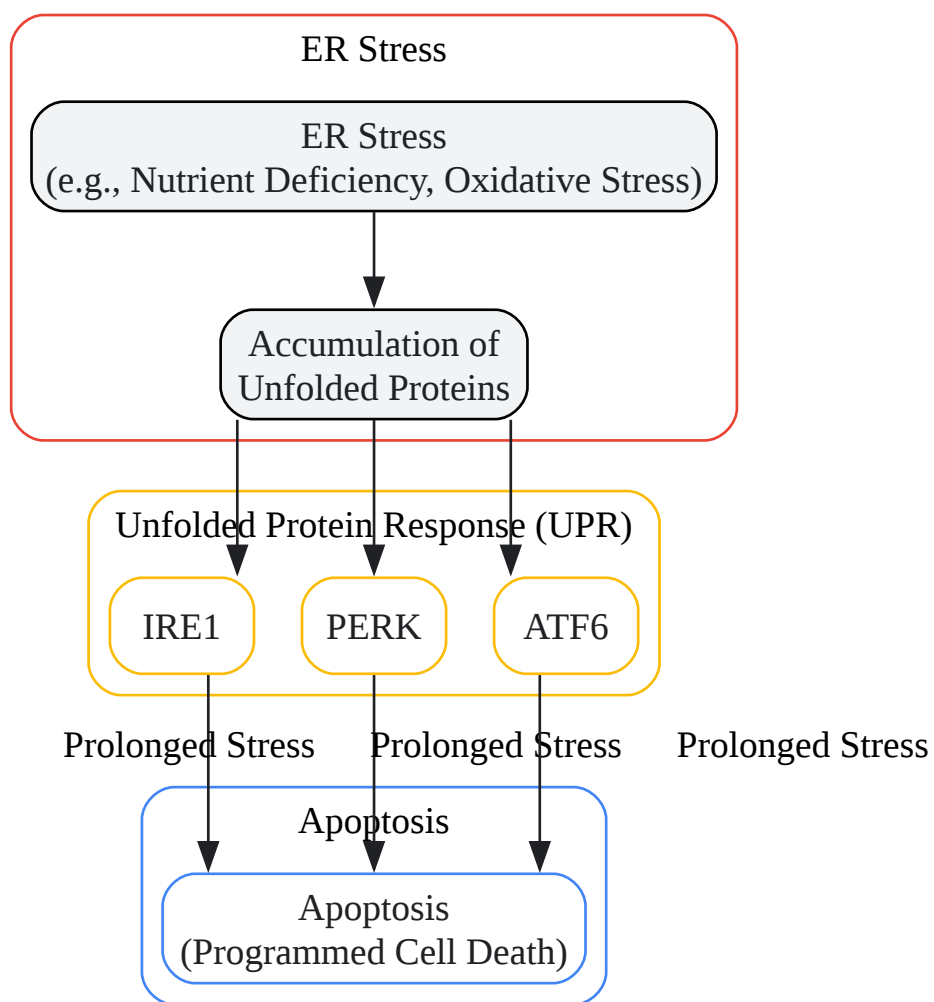 ER Stress
ER Stress
(e.g., Nutrient Deficiency, Oxidative Stress)
Accumulation of
Unfolded Proteins
Unfolded Protein Response (UPR)
IRE1
PERK
ATF6
Prolonged Stress
Prolonged Stress
Prolonged Stress
Apoptosis
Apoptosis
(Programmed Cell Death)